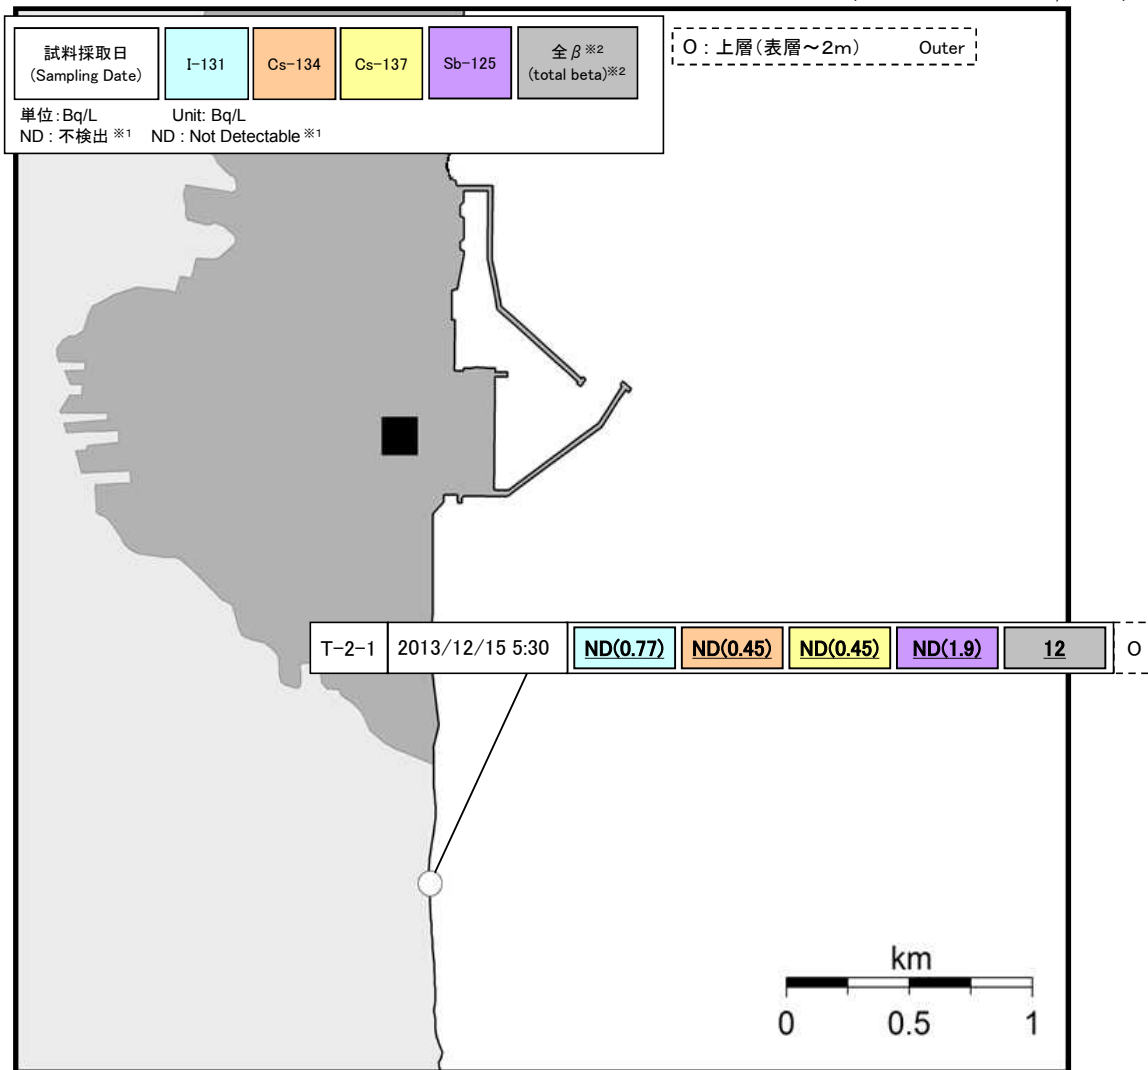 試料採取日
(Sampling Date)
I-131
Cs-134
Cs-137
Sb-125
全β※2
(total beta)※2
O : 上層(表層~2m) Outer
単位:Bq/L Unit: Bq/L
ND : 不検出 ※1 ND : Not Detectable ※1
T-2-1 2013/12/15 5:30 ND(0.77) ND(0.45) ND(0.45) ND(1.9) 12 O
km
0 0.5 1